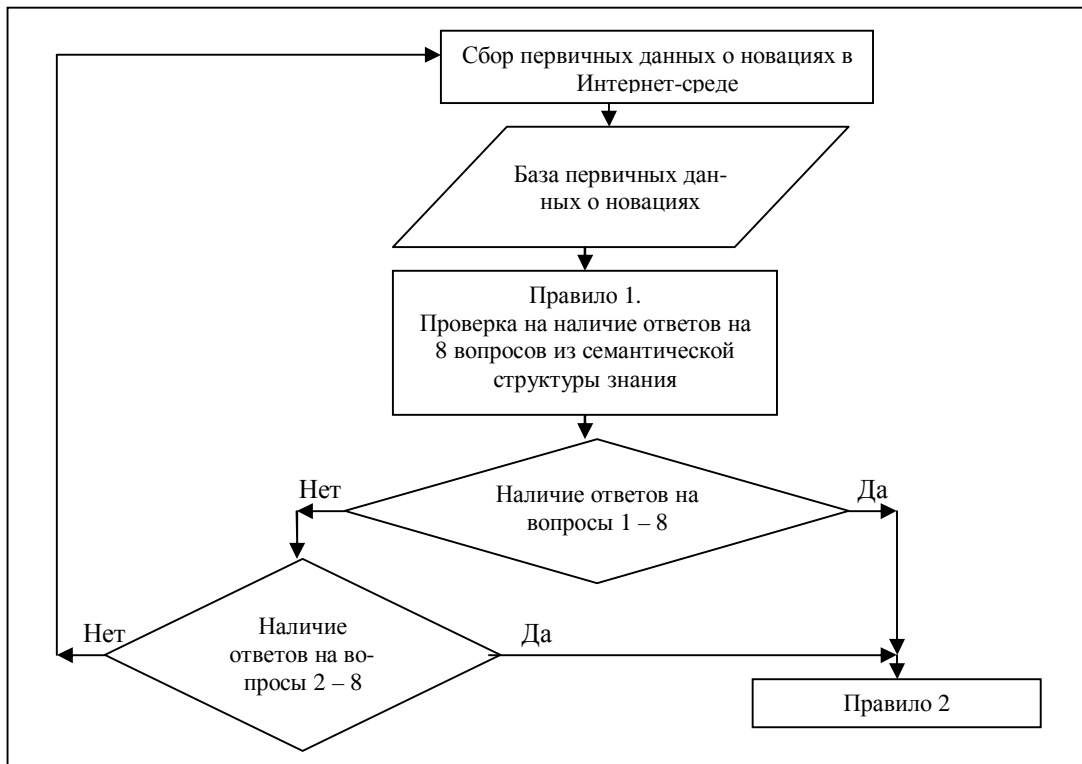 Сбор первичных данных о новациях в
Интернет-среде
База первичных дан-
ных о новациях
Правило 1.
Проверка на наличие ответов на
8 вопросов из семантической
структуры знания
Нет
Наличие ответов на
вопросы 1 – 8
Да
Нет
Наличие
ответов на во-
просы 2 – 8
Да
Правило 2